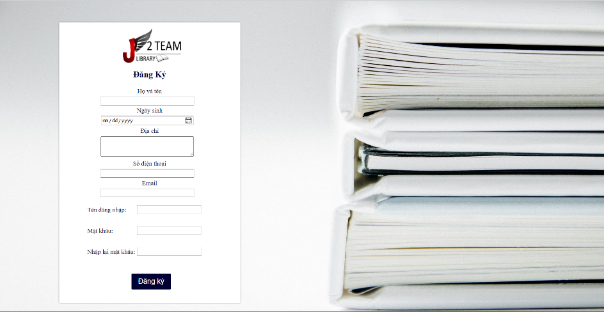 J2 TEAM
LIBRARY
Đăng Ký
Họ và tên
Ngày sinh
mm/dd/yyyy
Địa chỉ
Số điện thoại
Email
Tên đăng nhập:
Mật khẩu:
Nhập lại mật khẩu:
Đăng ký